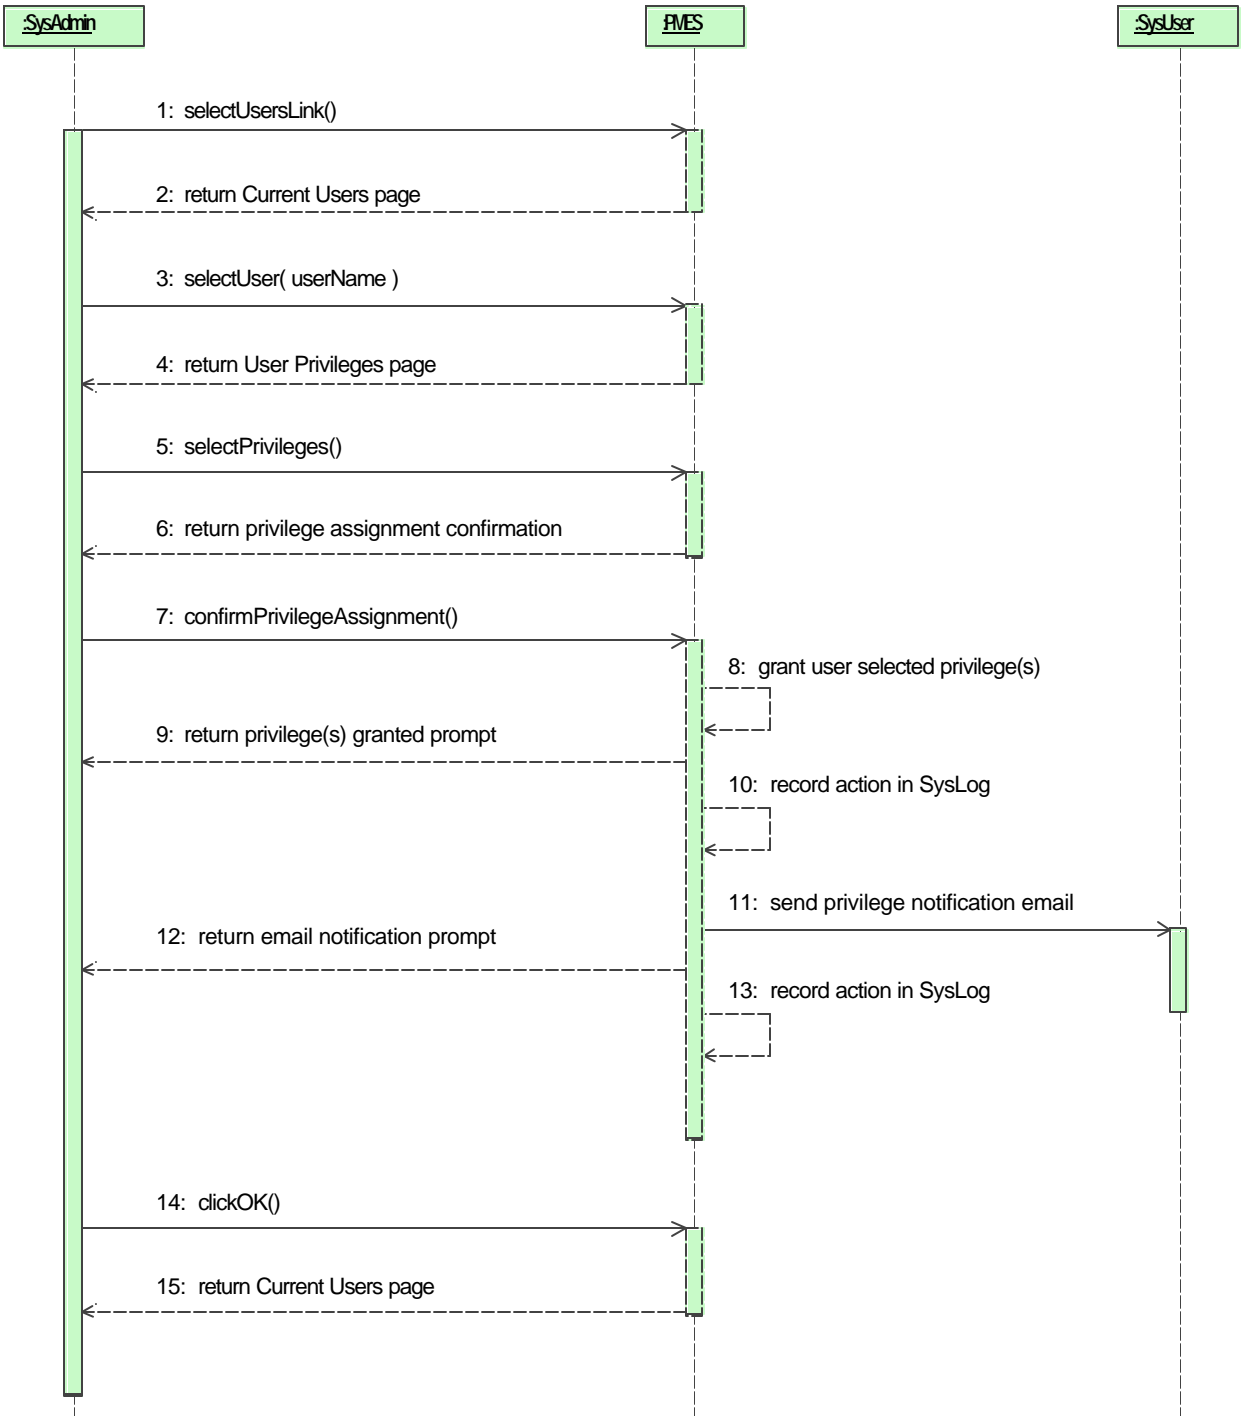 :SysAdmin
:PMES
:SysUser
1: selectUsersLink()
2: return Current Users page
3: selectUser( userName )
4: return User Privileges page
5: selectPrivileges()
6: return privilege assignment confirmation
7: confirmPrivilegeAssignment()
8: grant user selected privilege(s)
9: return privilege(s) granted prompt
10: record action in SysLog
11: send privilege notification email
12: return email notification prompt
13: record action in SysLog
14: clickOK()
15: return Current Users page